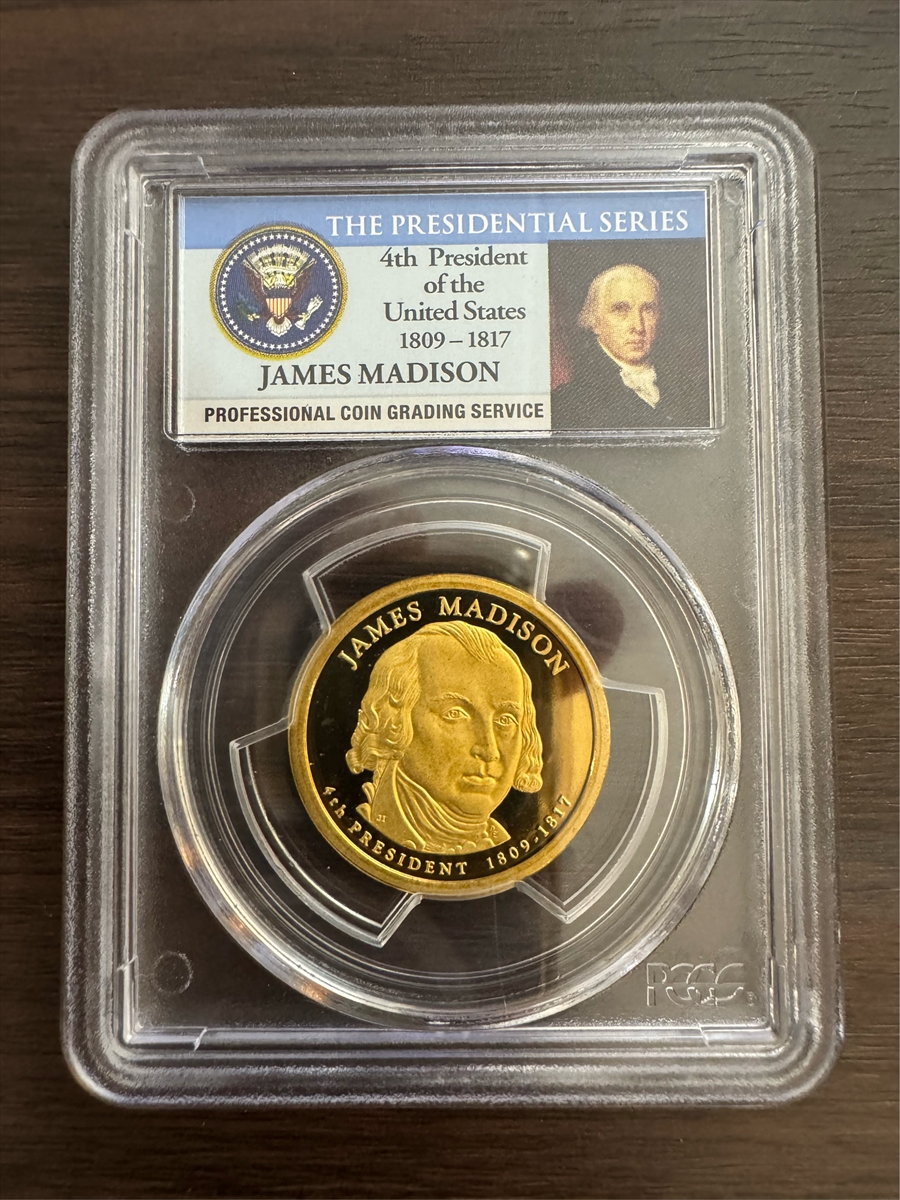 THE PRESIDENTIAL SERIES
4th President
of the
United States
1809 – 1817
JAMES MADISON
PROFESSIONAL COIN GRADING SERVICE
JAMES MADISON
4th PRESIDENT 1809-1817
PCGS